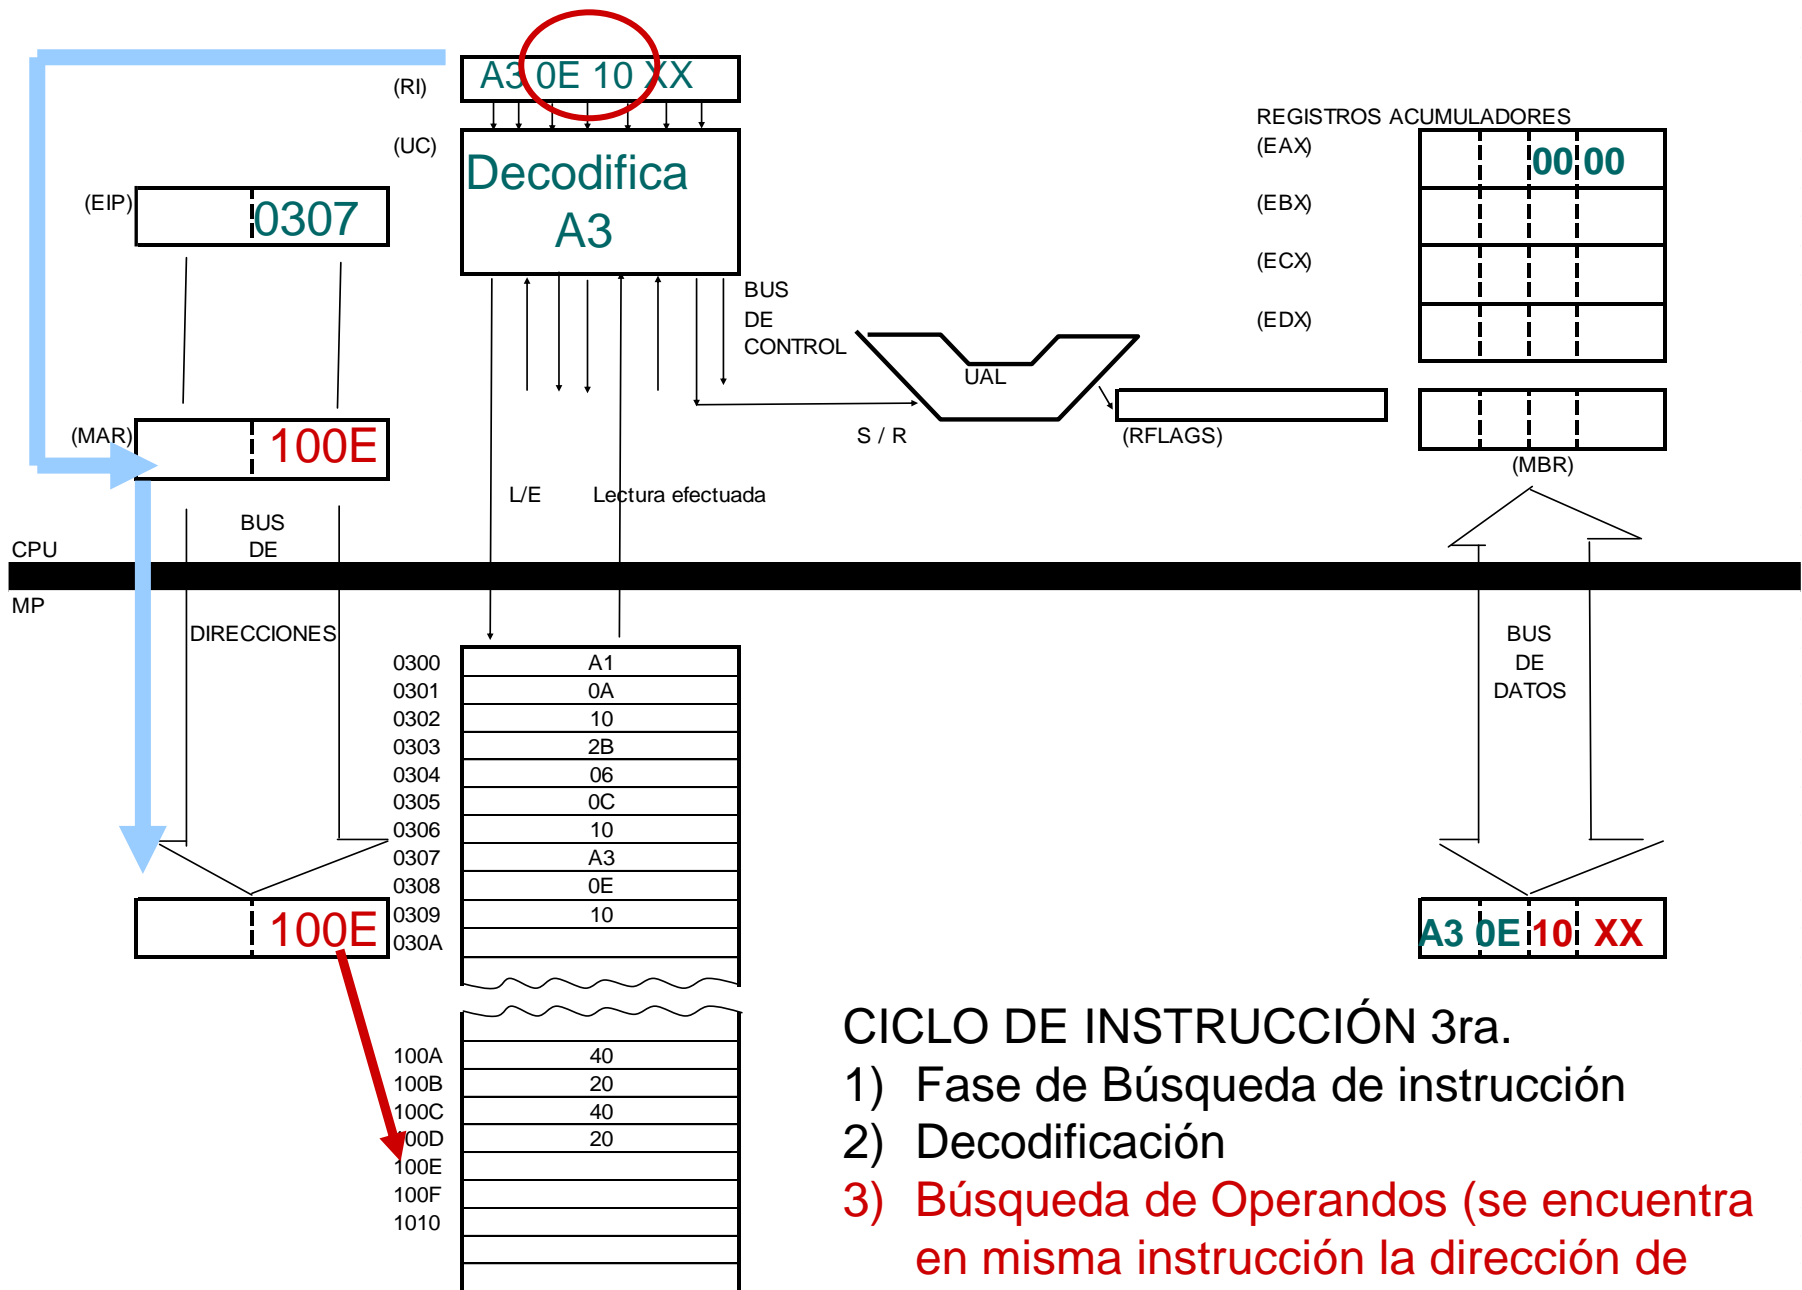 (RI)
A3 0E 10 XX
(UC)
Decodifica
A3
(EIP)
0307
REGISTROS ACUMULADORES
(EAX)
00 00
(EBX)
(ECX)
(EDX)
BUS
DE
CONTROL
UAL
S / R
(RFLAGS)
(MBR)
(MAR)
100E
L/E
Lectura efectuada
BUS
DE
CPU
MP
DIRECCIONES
BUS
DE
DATOS
0300 A1
0301 0A
0302 10
0303 2B
0304 06
0305 0C
0306 10
0307 A3
0308 0E
0309 10
030A
100E
A3 0E 10 XX
100A 40
100B 20
100C 40
100D 20
100E
100F
1010
CICLO DE INSTRUCCIÓN 3ra.
1) Fase de Búsqueda de instrucción
2) Decodificación
3) Búsqueda de Operandos (se encuentra
en misma instrucción la dirección de